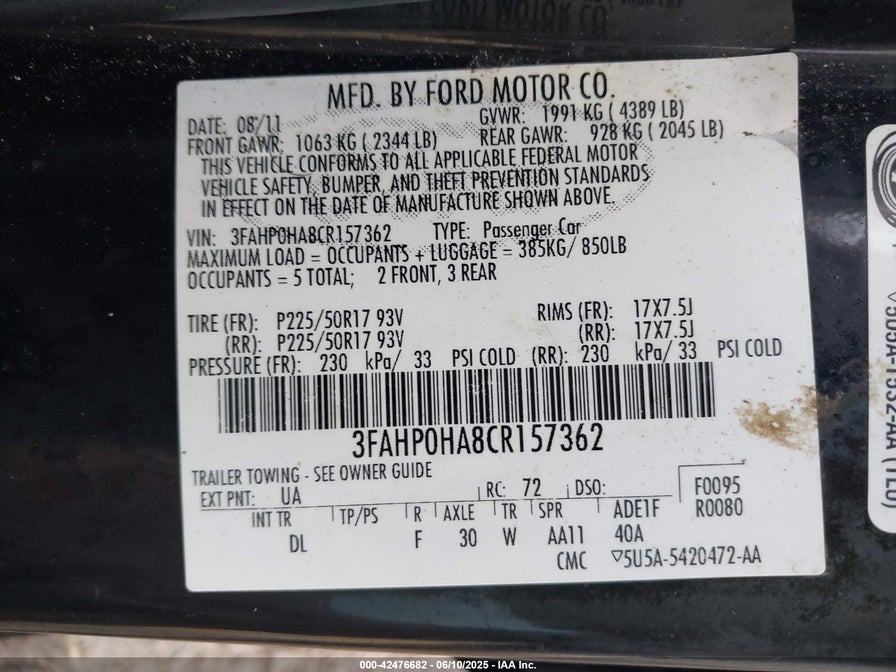 MFD. BY FORD MOTOR CO.
DATE: 08/11 GVWR: 1991 KG ( 4389 LB)
FRONT GAWR: 1063 KG ( 2344 LB) REAR GAWR: 928 KG ( 2045 LB)
THIS VEHICLE CONFORMS TO ALL APPLICABLE FEDERAL MOTOR
VEHICLE SAFETY, BUMPER, AND THEFT PREVENTION STANDARDS
IN EFFECT ON THE DATE OF MANUFACTURE SHOWN ABOVE.
VIN: 3FAHP0HA8CR157362 TYPE: Passenger Car
MAXIMUM LOAD = OCCUPANTS + LUGGAGE = 385KG/ 850LB
OCCUPANTS = 5 TOTAL; 2 FRONT, 3 REAR
TIRE (FR): P225/50R17 93V RIMS (FR): 17X7.5J
(RR): P225/50R17 93V (RR): 17X7.5J
PRESSURE (FR): 230 kPa/ 33 PSI COLD (RR): 230 kPa/ 33 PSI COLD
3FAHP0HA8CR157362
TRAILER TOWING - SEE OWNER GUIDE
EXT PNT: UA RC: 72 DSO: F0095
INT TR TP/PS R AXLE TR SPR ADE1F R0080
DL F 30 W AA11 40A
CMC ▽5U5A-5420472-AA
000-42476682 - 06/10/2025 - IAA Inc.